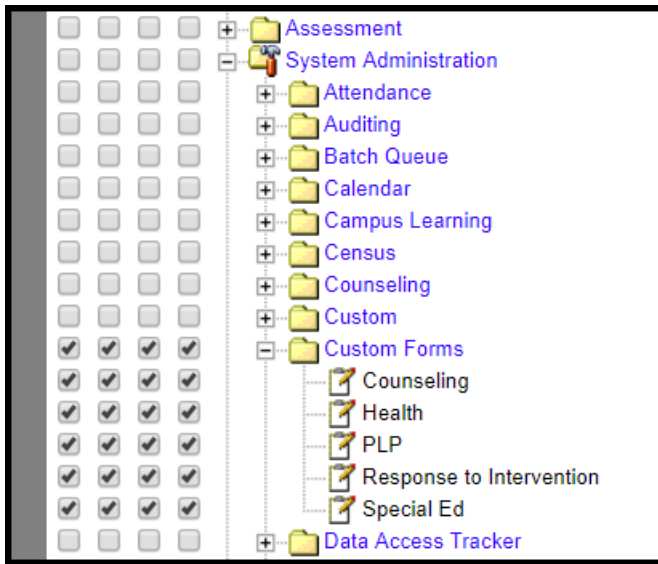 Assessment
System Administration
Attendance
Auditing
Batch Queue
Calendar
Campus Learning
Census
Counseling
Custom
Custom Forms
Counseling
Health
PLP
Response to Intervention
Special Ed
Data Access Tracker